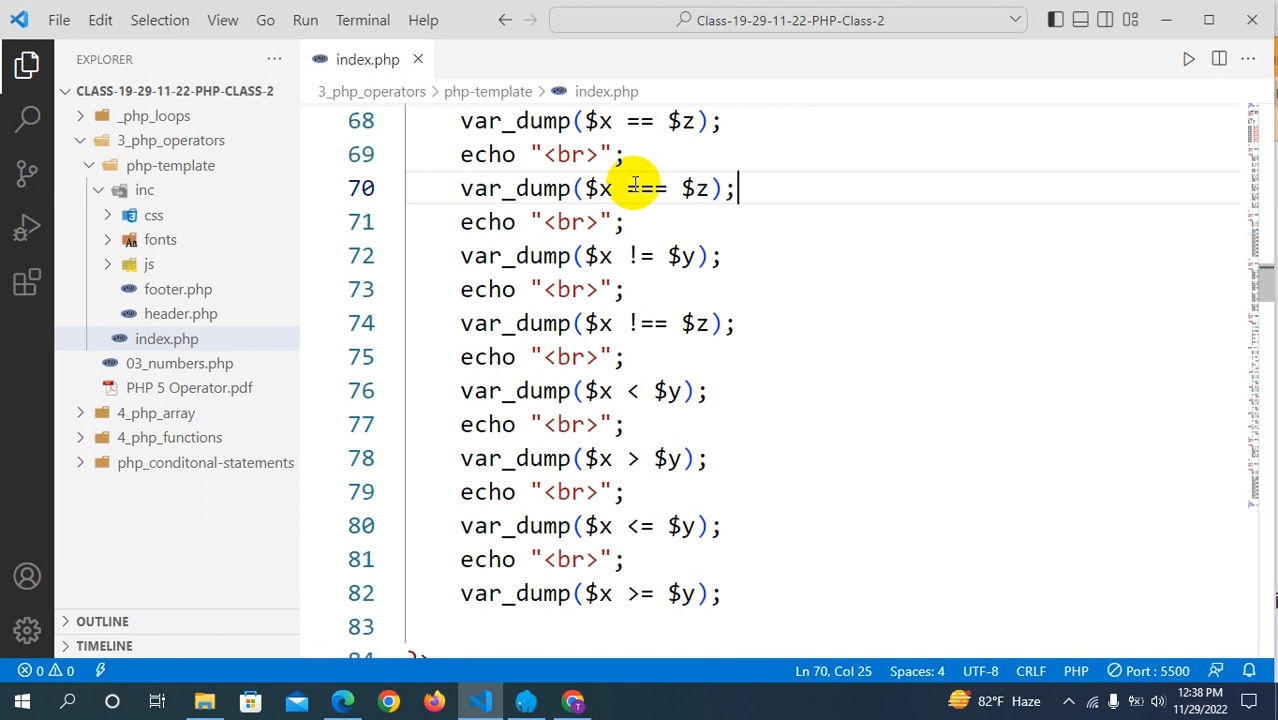 File Edit Selection View Go Run Terminal Help
Class-19-29-11-22-PHP-Class-2
EXPLORER
index.php
CLASS-19-29-11-22-PHP-CLASS-2
3_php_operators > php-template > index.php
_php_loops
3_php_operators
php-template
inc
css
fonts
js
footer.php
header.php
index.php
03_numbers.php
PHP 5 Operator.pdf
4_php_array
4_php_functions
php_conditonal-statements
OUTLINE
TIMELINE
68 var_dump($x == $z);
69 echo "<br>";
70 var_dump($x === $z);
71 echo "<br>";
72 var_dump($x != $y);
73 echo "<br>";
74 var_dump($x !== $z);
75 echo "<br>";
76 var_dump($x < $y);
77 echo "<br>";
78 var_dump($x > $y);
79 echo "<br>";
80 var_dump($x <= $y);
81 echo "<br>";
82 var_dump($x >= $y);
83
0 0
Ln 70, Col 25 Spaces: 4 UTF-8 CRLF PHP Port : 5500
82°F Haze
12:38 PM
11/29/2022